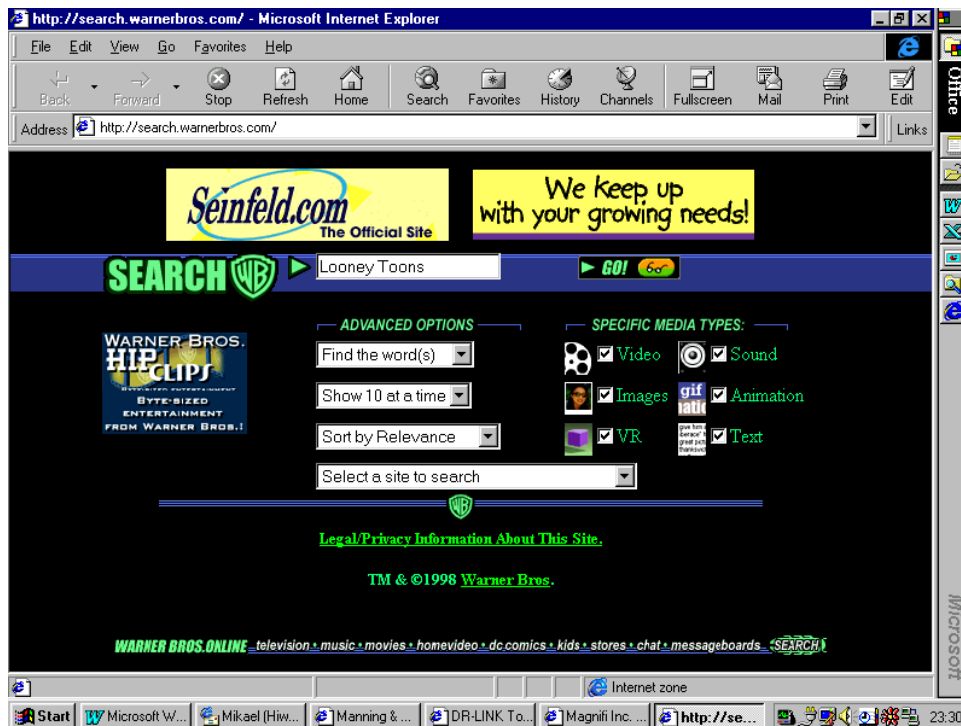 http://search.warnerbros.com/ - Microsoft Internet Explorer
File Edit View Go Favorites Help
Back Forward Stop Refresh Home Search Favorites History Channels Fullscreen Mail Print Edit
Address http://search.warnerbros.com/ Links
Office
Seinfeld.com
The Official Site
We keep up
with your growing needs!
SEARCH WB Looney Toons GO!
ADVANCED OPTIONS SPECIFIC MEDIA TYPES:
WARNER BROS.
HIP
CLIPS
BYTE-SIZED ENTERTAINMENT
BYTE-SIZED
ENTERTAINMENT
FROM WARNER BROS.!
Find the word(s) Video Sound
Show 10 at a time Images gif Animation
Sort by Relevance VR Text
Select a site to search
WB
Legal/Privacy Information About This Site.
TM & ©1998 Warner Bros.
WARNER BROS.ONLINE television • music • movies • homevideo • dc comics • kids • stores • chat • messageboards SEARCH
Microsoft
Internet zone
Start Microsoft W... Mikael (Hiw... Manning & ... DR-LINK To... Magnifi Inc. ... http://se... 23:30